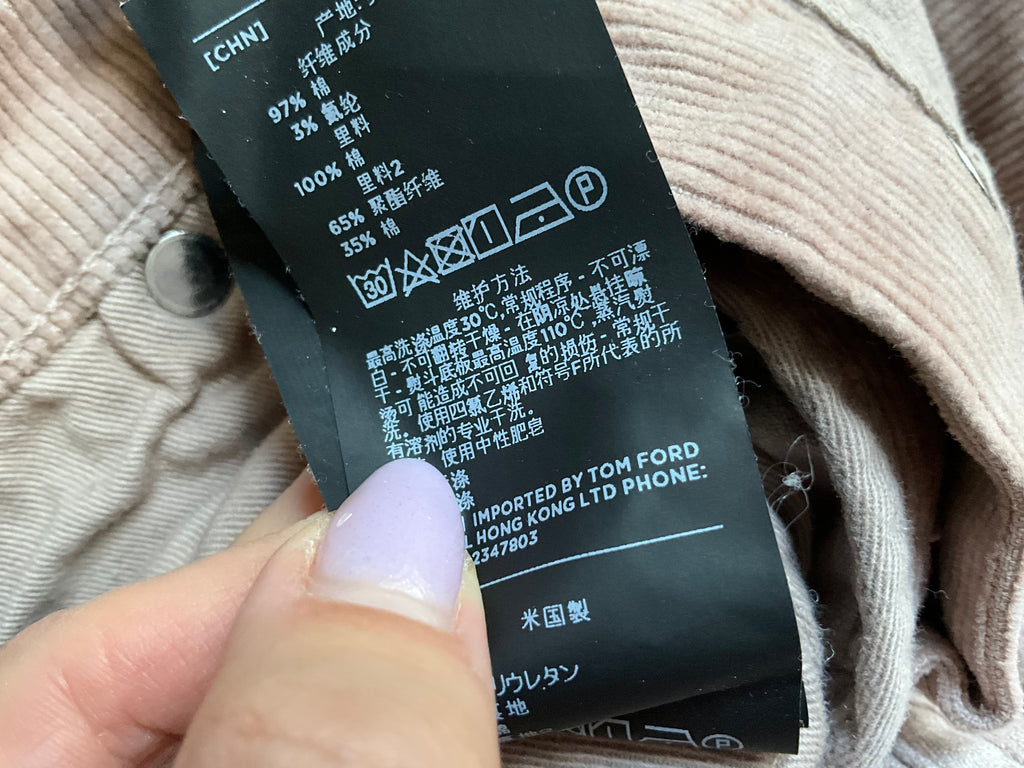 [CHN]
产地:
纤维成分
97% 棉
3% 氨纶
里料
100% 棉
里料2
65% 聚酯纤维
35% 棉
30 P
维护方法
最高洗涤温度30°C,常规程序 - 不可漂
白 - 不可翻转干燥 - 在阴凉处悬挂晾
干 - 熨斗底板最高温度110°C,蒸汽熨
烫可 能造成不可回 复的损伤 - 常规干
洗。使用四氯乙烯和符号F所代表的所
有溶剂的专业干洗。
使用中性肥皂
涤
涤
IMPORTED BY TOM FORD
HONG KONG LTD PHONE:
2347803
米国製
リウレタン
地
P